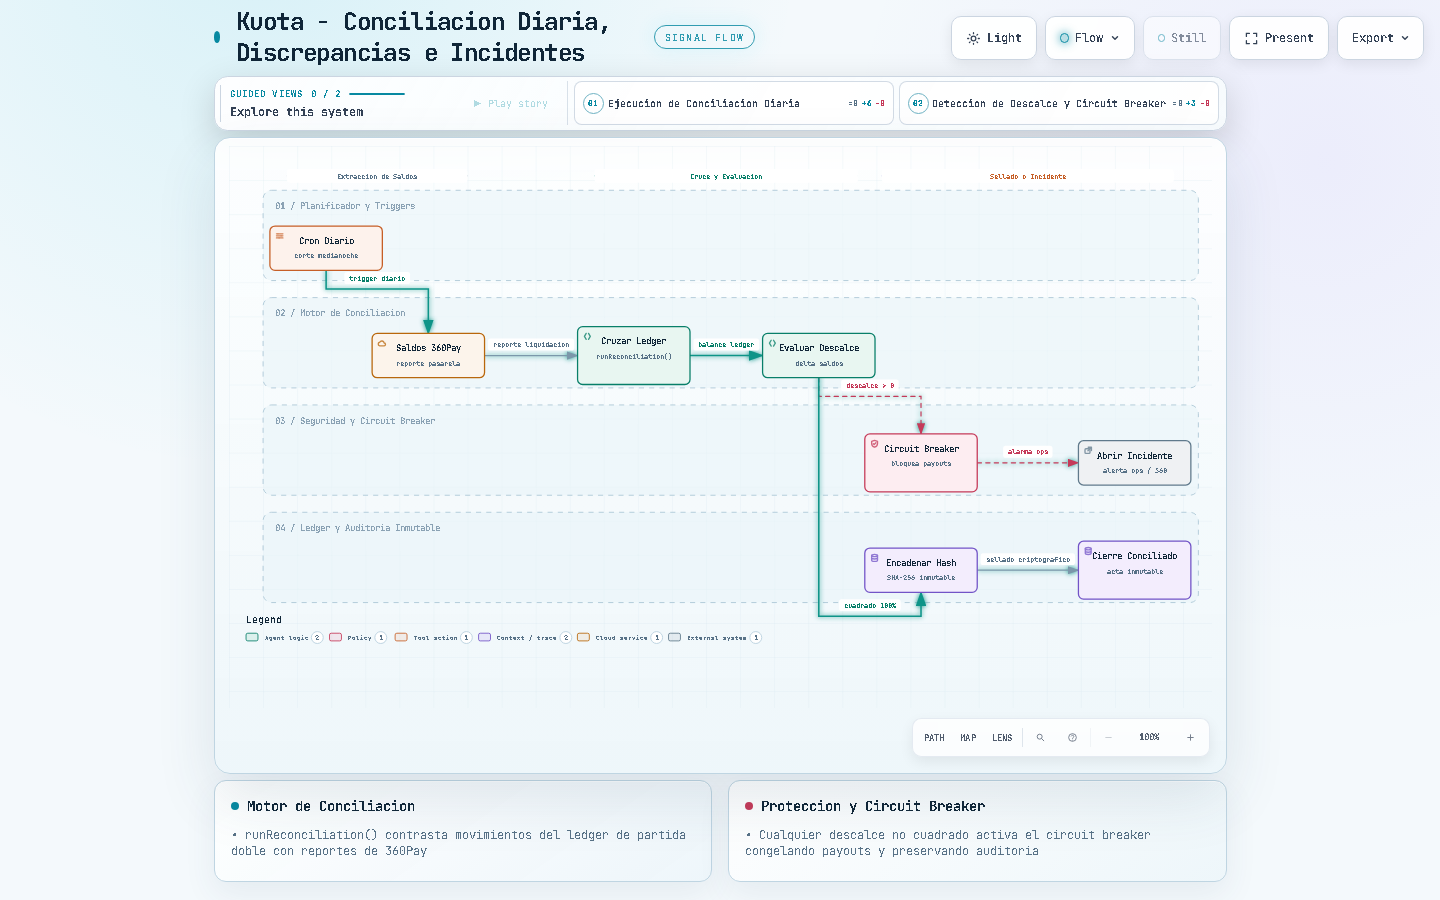 Kuota - Conciliacion Diaria,
Discrepancias e Incidentes
SIGNAL FLOW
Light
Flow
Still
Present
Export
GUIDED VIEWS 0 / 2
Explore this system
Play story
01 Ejecucion de Conciliacion Diaria =0 +6 -0
02 Deteccion de Descalce y Circuit Breaker =0 +3 -0
Extraccion de Saldos
Cruce y Evaluacion
Sellado o Incidente
01 / Planificador y Triggers
Cron Diario
corte medianoche
trigger diario
02 / Motor de Conciliacion
Saldos 360Pay
reporte pasarela
reporte liquidacion
Cruzar Ledger
runReconciliation()
balance ledger
Evaluar Descalce
delta saldos
descalce > 0
03 / Seguridad y Circuit Breaker
Circuit Breaker
bloquea payouts
alarma ops
Abrir Incidente
alerta ops / 360
04 / Ledger y Auditoria Inmutable
Encadenar Hash
SHA-256 inmutable
sellado criptografico
Cierre Conciliado
acta inmutable
cuadrado 100%
Legend
Agent logic 2
Policy 1
Tool action 1
Context / trace 2
Cloud service 1
External system 1
PATH MAP LENS − 100% +
Motor de Conciliacion
• runReconciliation() contrasta movimientos del ledger de partida
doble con reportes de 360Pay
Proteccion y Circuit Breaker
• Cualquier descalce no cuadrado activa el circuit breaker
congelando payouts y preservando auditoria